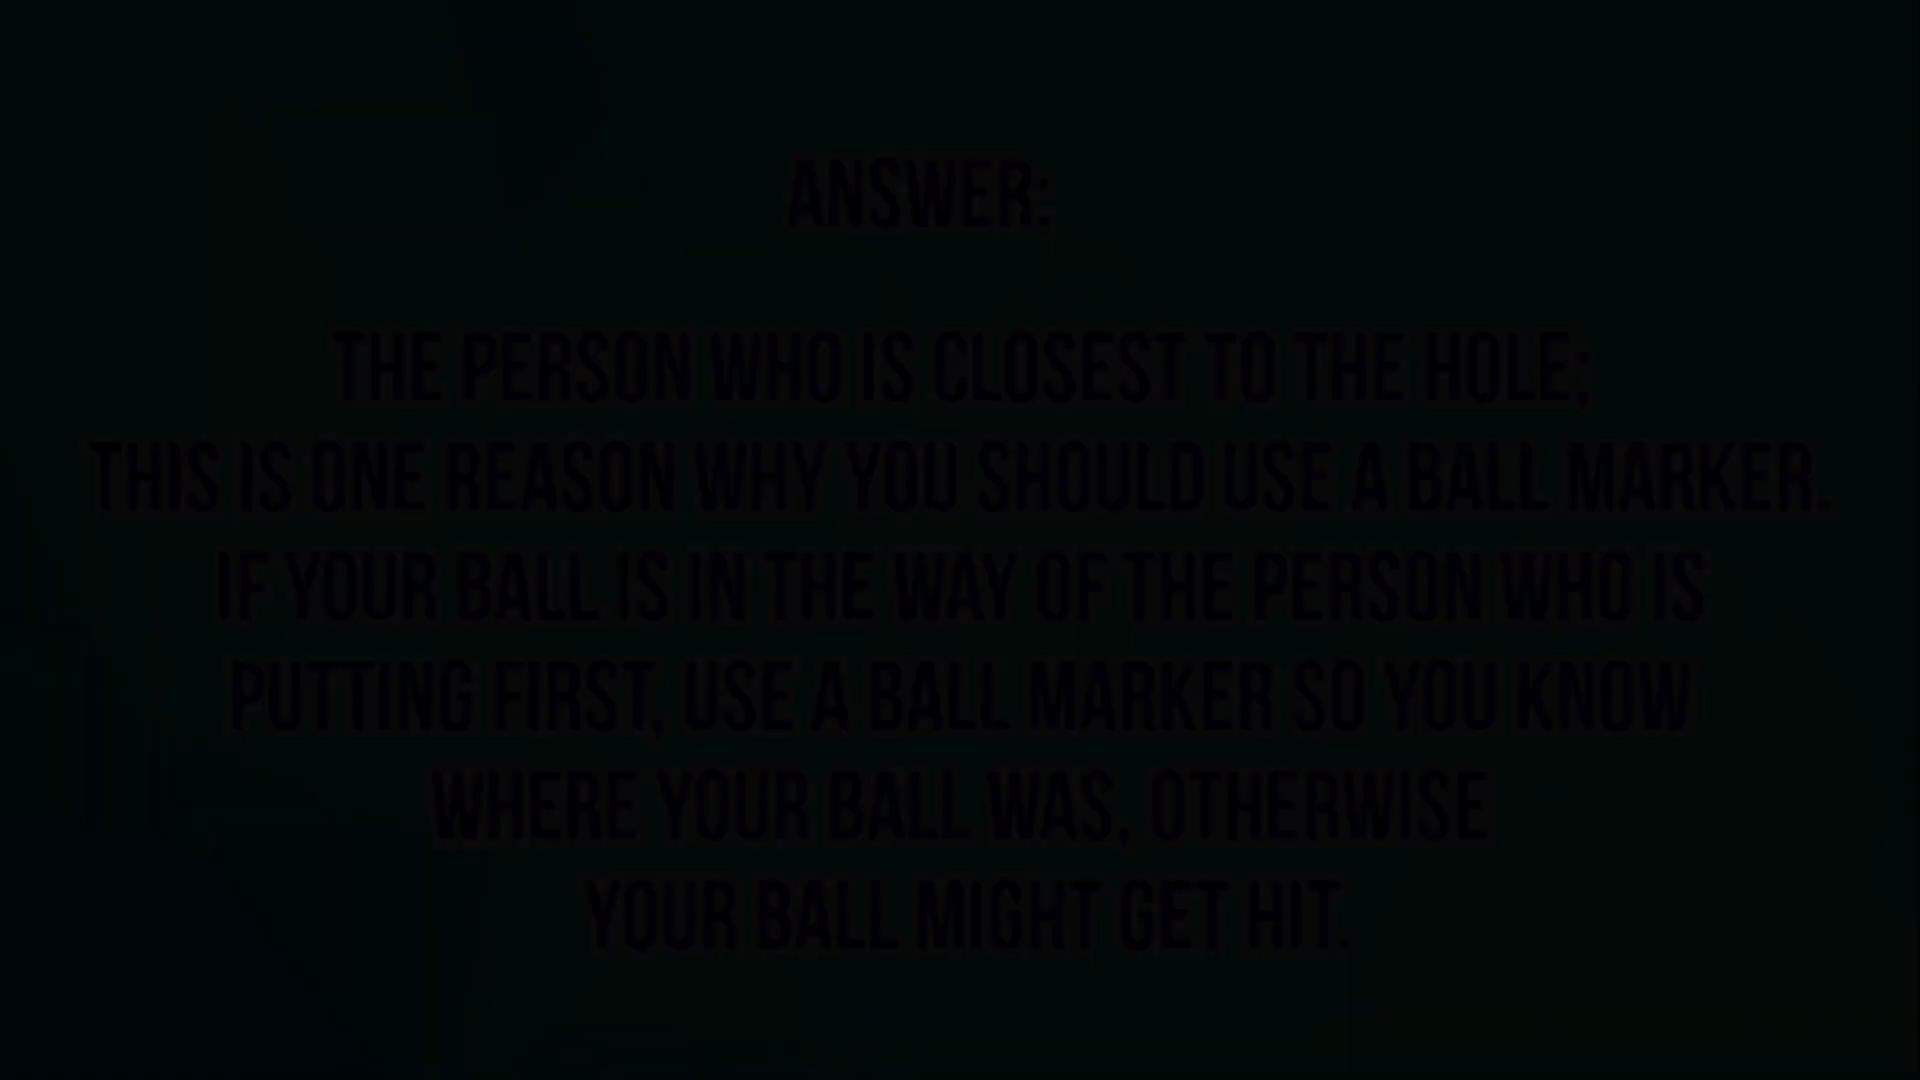 ANSWER:
THE PERSON WHO IS CLOSEST TO THE HOLE;
THIS IS ONE REASON WHY YOU SHOULD USE A BALL MARKER.
IF YOUR BALL IS IN THE WAY OF THE PERSON WHO IS
PUTTING FIRST, USE A BALL MARKER SO YOU KNOW
WHERE YOUR BALL WAS, OTHERWISE
YOUR BALL MIGHT GET HIT.